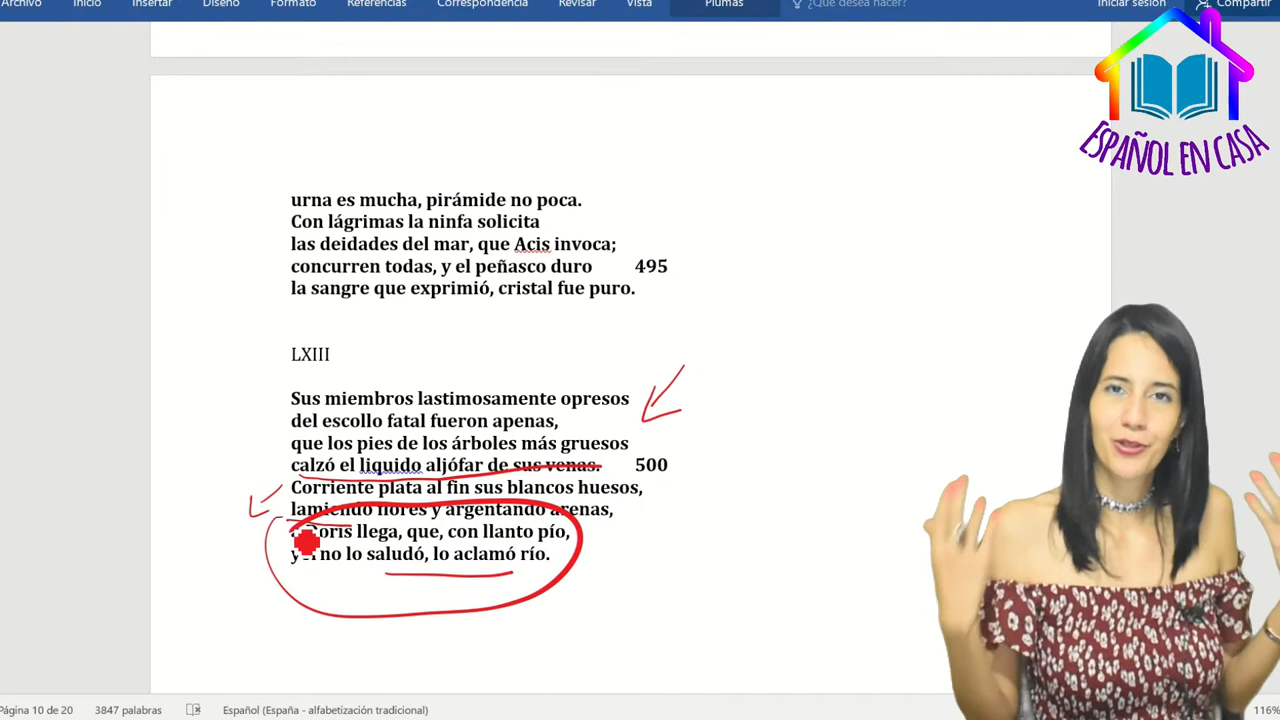 Archivo Inicio Insertar Diseño Formato Referencias Correspondencia Revisar Vista Plumas ¿Qué desea hacer? Iniciar sesión Compartir
ESPAÑOL EN CASA
urna es mucha, pirámide no poca.
Con lágrimas la ninfa solicita
las deidades del mar, que Acis invoca;
concurren todas, y el peñasco duro 495
la sangre que exprimió, cristal fue puro.
LXIII
Sus miembros lastimosamente opresos
del escollo fatal fueron apenas,
que los pies de los árboles más gruesos
calzó el liquido aljófar de sus venas. 500
Corriente plata al fin sus blancos huesos,
lamiendo flores y argentando arenas,
Doris llega, que, con llanto pío,
yerno lo saludó, lo aclamó río.
Página 10 de 20 3847 palabras Español (España - alfabetización tradicional) 116%